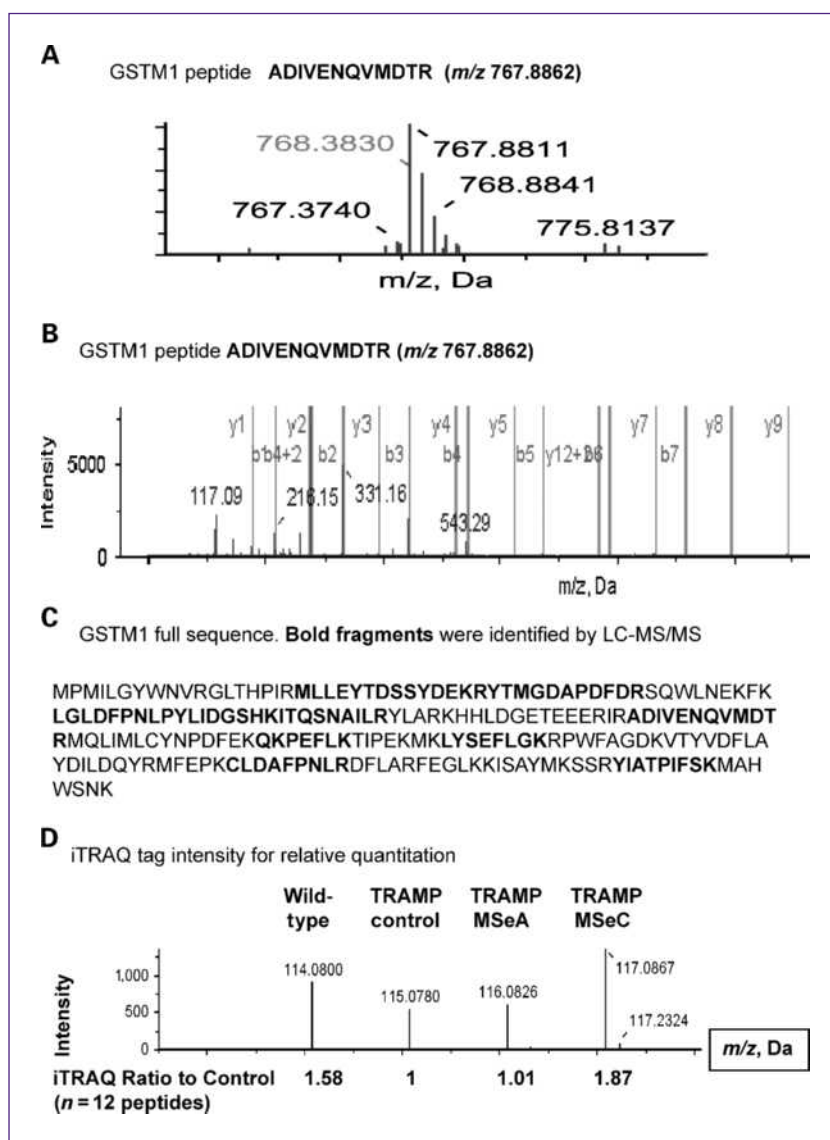 A
GSTM1 peptide ADIVENQVMDTR (m/z 767.8862)
768.3830
767.8811
767.3740
768.8841
775.8137
m/z, Da
B
GSTM1 peptide ADIVENQVMDTR (m/z 767.8862)
y1 y2 y3 y4 y5 y7 y8 y9
b4+2 b2 b3 b4 b5 y12+2 b6 b7
5000
117.09 216.15 331.16 543.29
0
Intensity
m/z, Da
C
GSTM1 full sequence. Bold fragments were identified by LC-MS/MS
MPMILGYWNVRGLTHPIRMLLEYTDSSYDEKRYTMGDAPDFDRSQWLNEKFK
LGLDFPNLPYLIDGSHKITQSNAILRYLARKHHLDGETEEERIRADIVENQVMDT
RMQLIMLCYNPDFEKQKPEFLKTIPEKMKLYSEFLGKRPWFAGDKVTYVDFLA
YDILDQYRMFEPKCLDAFPNLRDFLARFEGLKKISAYMKSSRYIATPIFSKMAH
WSNK
D
iTRAQ tag intensity for relative quantitation
Wild- TRAMP TRAMP TRAMP
type control MSeA MSeC
1,000
500
0
Intensity
114.0800
115.0780
116.0826
117.0867
117.2324
m/z, Da
iTRAQ Ratio to Control 1.58 1 1.01 1.87
(n = 12 peptides)